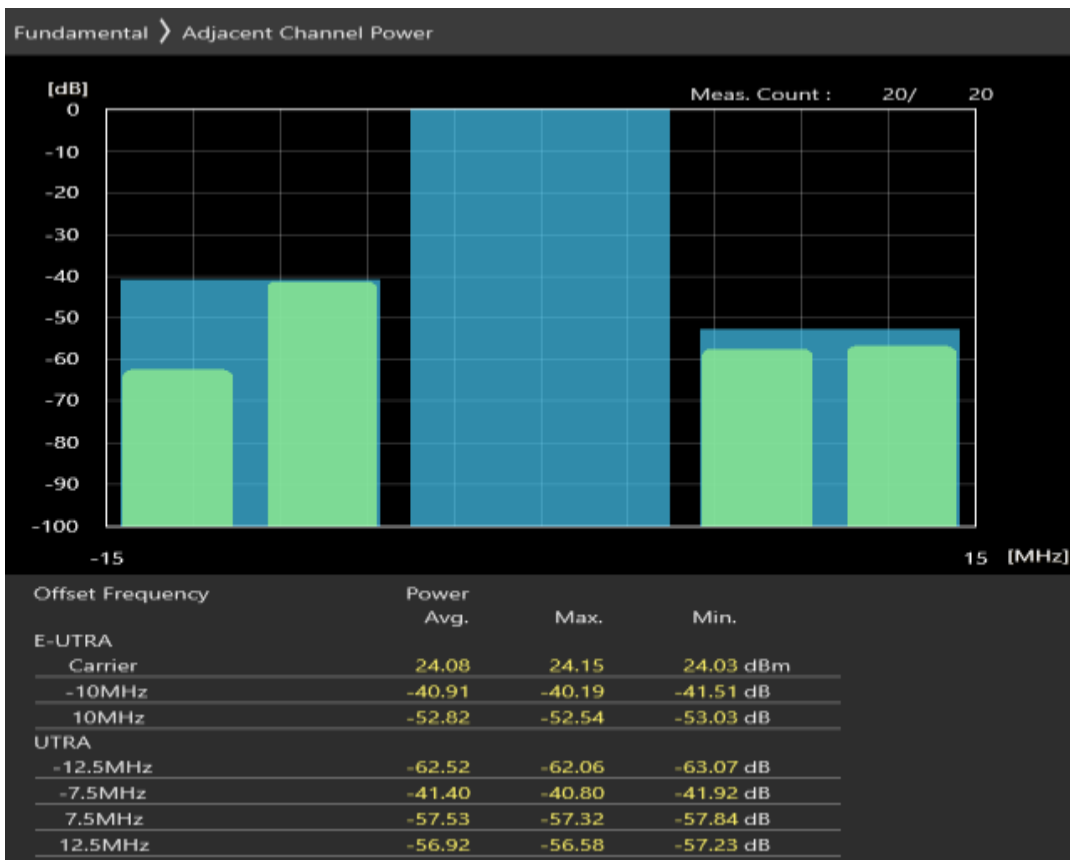 Fundamental 〉 Adjacent Channel Power
[dB]
Meas. Count : 20/ 20
0
-10
-20
-30
-40
-50
-60
-70
-80
-90
-100
-15 15 [MHz]
Offset Frequency Power
Avg. Max. Min.
E-UTRA
Carrier 24.08 24.15 24.03 dBm
-10MHz -40.91 -40.19 -41.51 dB
10MHz -52.82 -52.54 -53.03 dB
UTRA
-12.5MHz -62.52 -62.06 -63.07 dB
-7.5MHz -41.40 -40.80 -41.92 dB
7.5MHz -57.53 -57.32 -57.84 dB
12.5MHz -56.92 -56.58 -57.23 dB